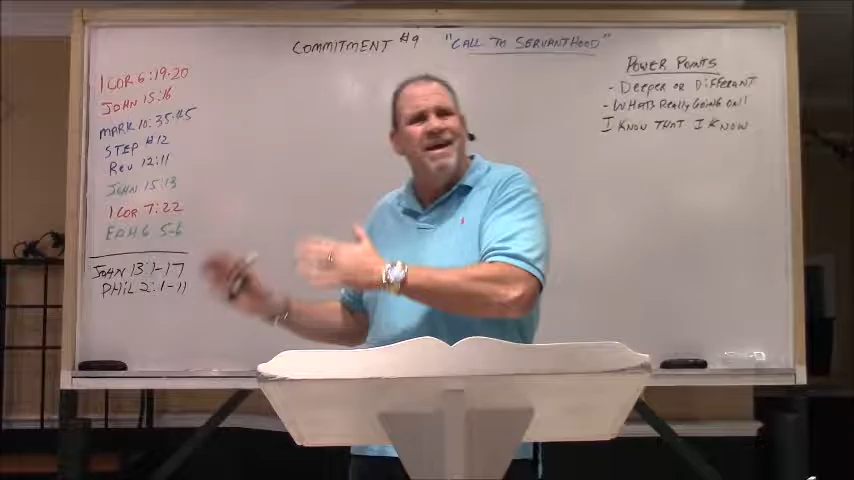 COMMITMENT #9 "CALL TO SERVANTHOOD"
1 COR 6:19-20
JOHN 15:16
MARK 10:35-45
STEP #12
REV 12:11
JOHN 15:13
1 COR 7:22
EPH 6 5-6
JOHN 13:1-17
PHIL 2:1-11
POWER POINTS
- DEEPER OR DIFFERANT
- WHATS REALLY GOING ON!
I KNOW THAT I KNOW